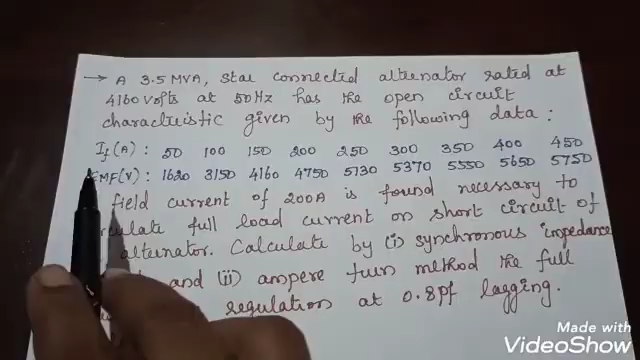 → A 3.5 MVA, star connected alternator rated at
4160 volts at 50Hz has the open circuit
characteristic given by the following data :
If(A) : 50 100 150 200 250 300 350 400 450
EMF(V) : 1620 3150 4160 4750 5130 5370 5550 5650 5750
field current of 200A is found necessary to
full load current on short circuit of
alternator. Calculate by (i) synchronous impedance
and (ii) ampere turn method the full
regulation at 0.8pf lagging.
Made with
VideoShow